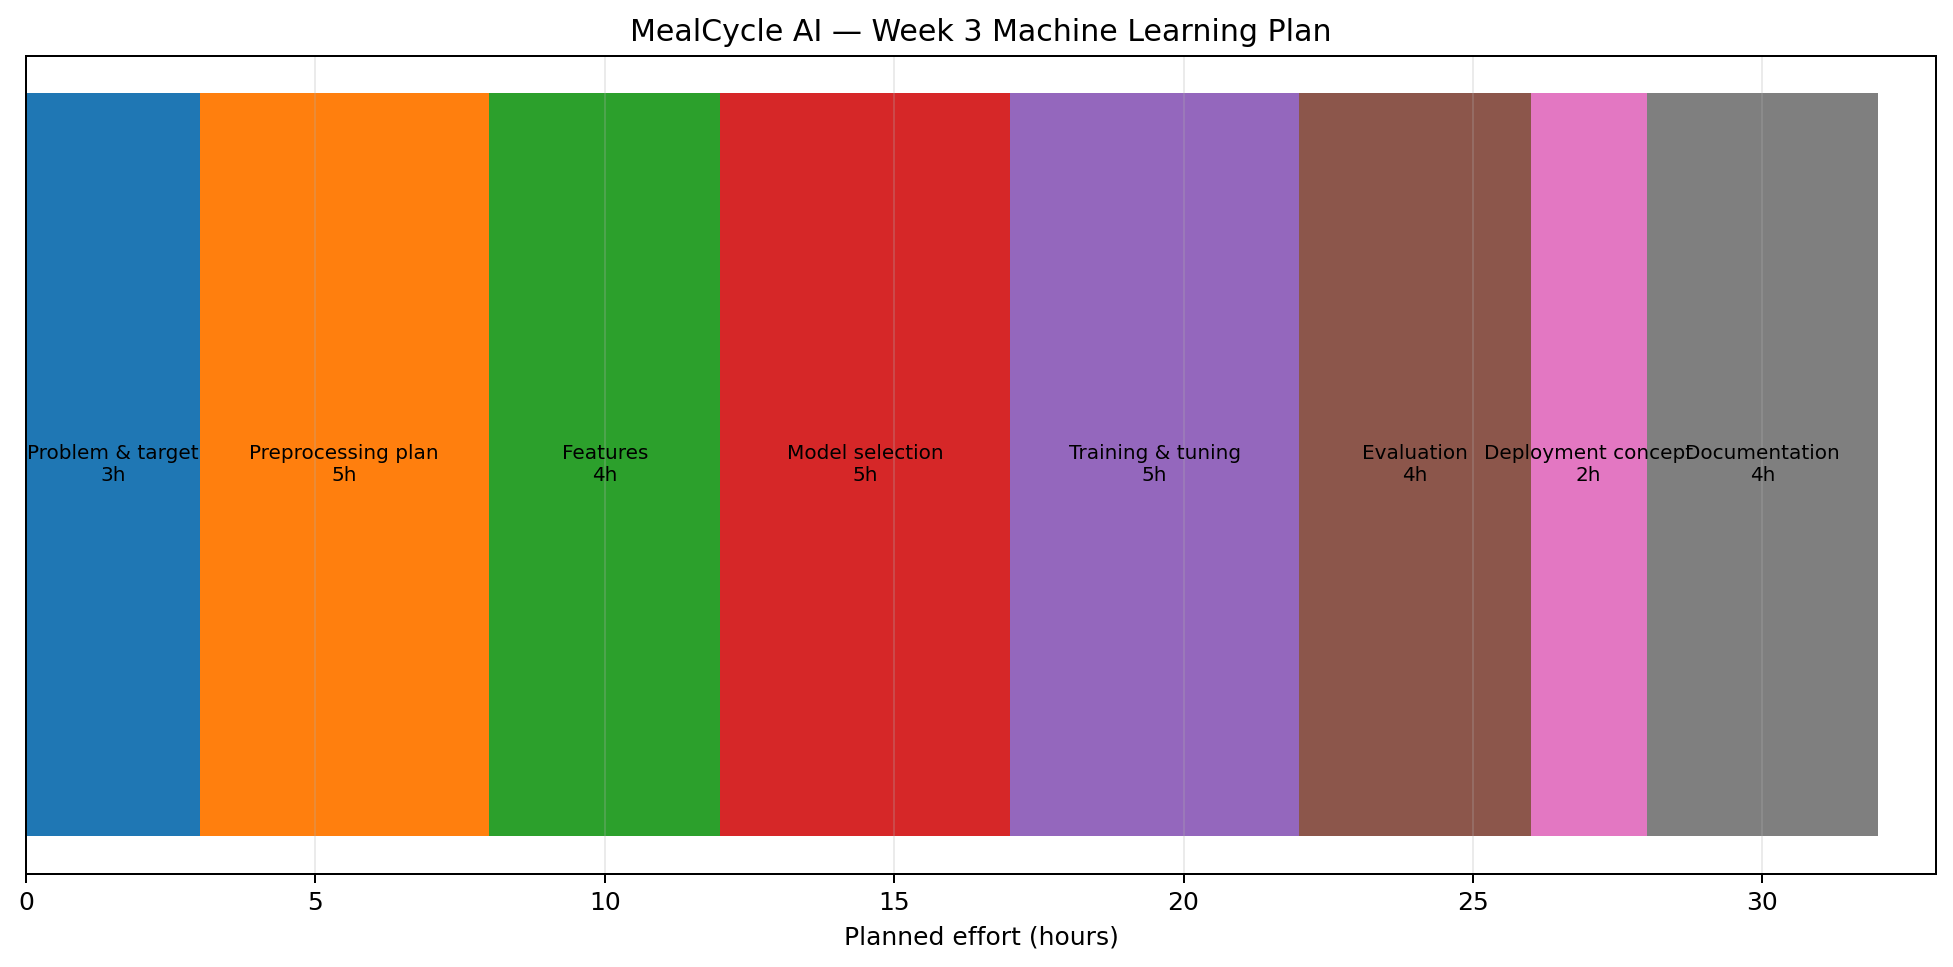 MealCycle AI — Week 3 Machine Learning Plan
Problem & target
3h
Preprocessing plan
5h
Features
4h
Model selection
5h
Training & tuning
5h
Evaluation
4h
Deployment concept
2h
Documentation
4h
0 5 10 15 20 25 30
Planned effort (hours)